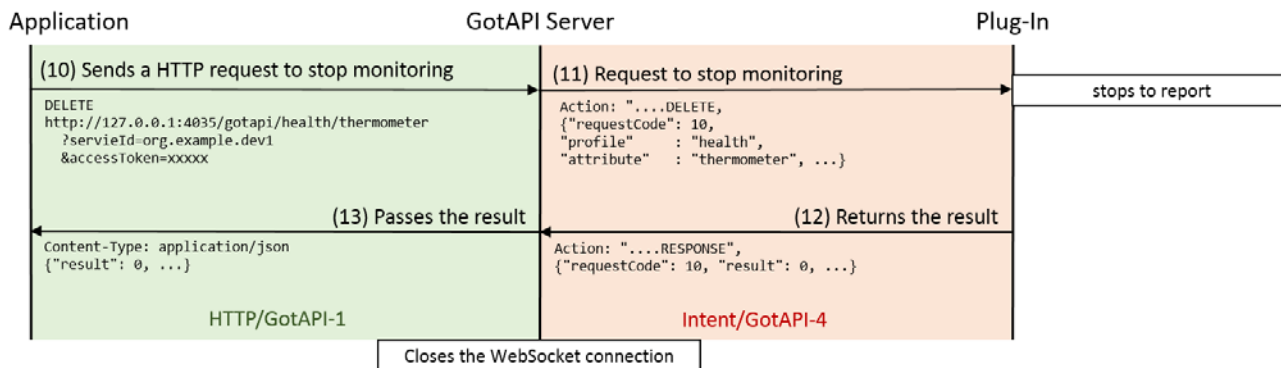 Application
GotAPI Server
Plug-In
(10) Sends a HTTP request to stop monitoring
DELETE
http://127.0.0.1:4035/gotapi/health/thermometer
?servieId=org.example.dev1
&accessToken=xxxxx
(11) Request to stop monitoring
Action: "....DELETE,
{"requestCode": 10,
"profile" : "health",
"attribute" : "thermometer", ...}
stops to report
(13) Passes the result
Content-Type: application/json
{"result": 0, ...}
(12) Returns the result
Action: "....RESPONSE",
{"requestCode": 10, "result": 0, ...}
HTTP/GotAPI-1
Intent/GotAPI-4
Closes the WebSocket connection